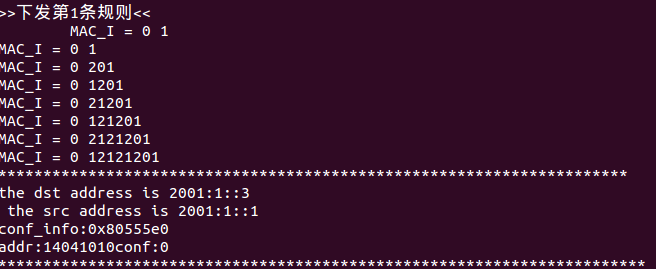 >>下发第1条规则<<
        MAC_I = 0 1
MAC_I = 0 1
MAC_I = 0 201
MAC_I = 0 1201
MAC_I = 0 21201
MAC_I = 0 121201
MAC_I = 0 2121201
MAC_I = 0 12121201
**********************************************************************
the dst address is 2001:1::3
 the src address is 2001:1::1
conf_info:0x80555e0
addr:14041010conf:0
************************************************************************